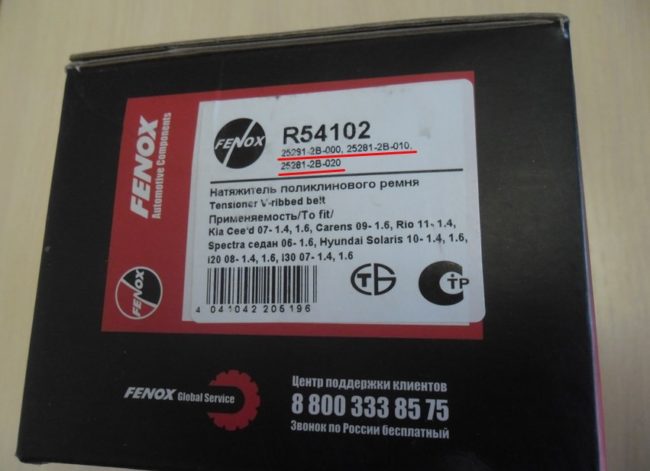 FENOX
Automotive Components
FENOX
R54102
25291-2B-000, 25281-2B-010,
25281-2B-020
Натяжитель поликлинового ремня
Tensioner V-ribbed belt
Применяемость/To fit/
Kia Cee'd 07- 1.4, 1.6, Carens 09- 1.6, Rio 11- 1.4,
Spectra седан 06- 1.6, Hyundai Solaris 10- 1.4, 1.6,
i20 08- 1.4, 1.6, I30 07- 1.4, 1.6
4 041042 205196
FENOX
ТБ
СТР
FENOX Global Service
Центр поддержки клиентов
8 800 333 85 75
Звонок по России бесплатный